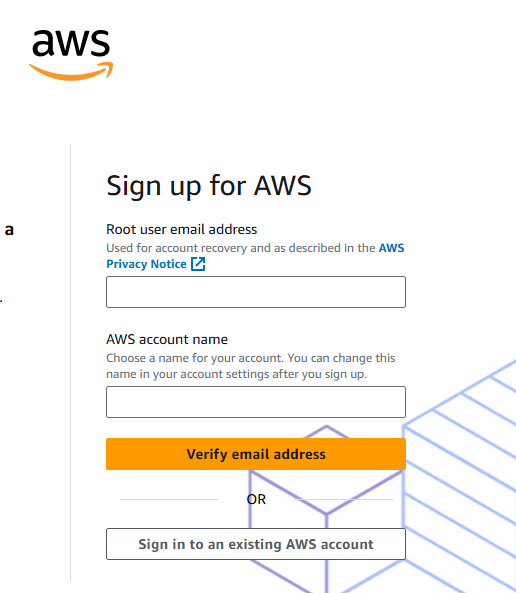 aws
Sign up for AWS
a
Root user email address
Used for account recovery and as described in the AWS
Privacy Notice
.
AWS account name
Choose a name for your account. You can change this
name in your account settings after you sign up.
Verify email address
OR
Sign in to an existing AWS account